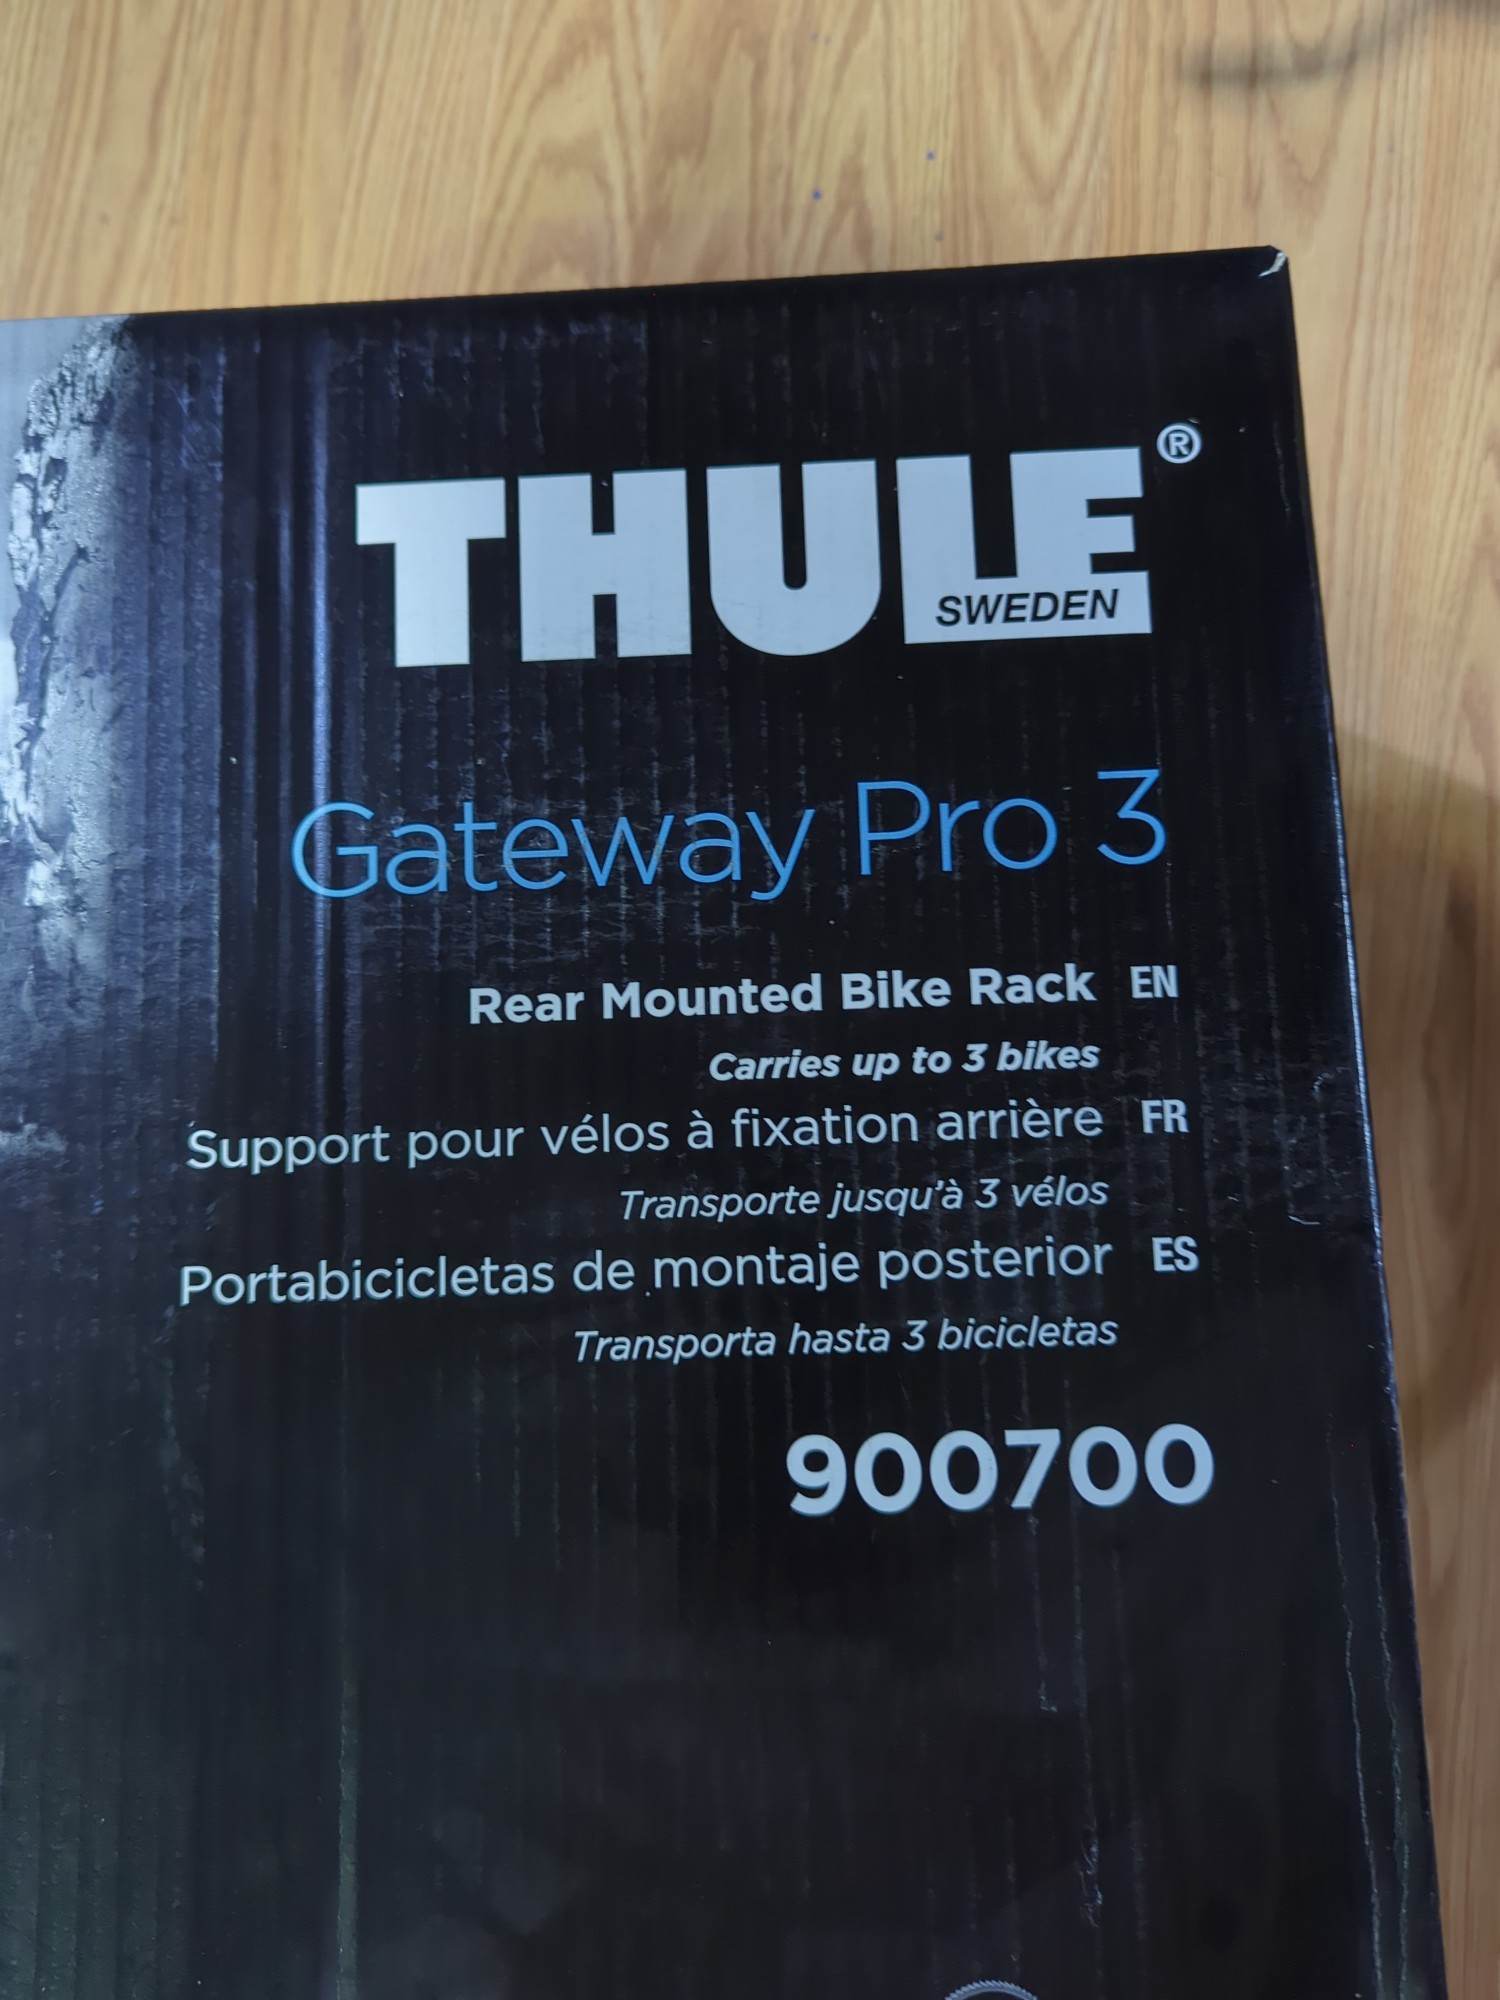 THULE®
SWEDEN
Gateway Pro 3
Rear Mounted Bike Rack EN
Carries up to 3 bikes
Support pour vélos à fixation arrière FR
Transporte jusqu'à 3 vélos
Portabicicletas de montaje posterior ES
Transporta hasta 3 bicicletas
900700